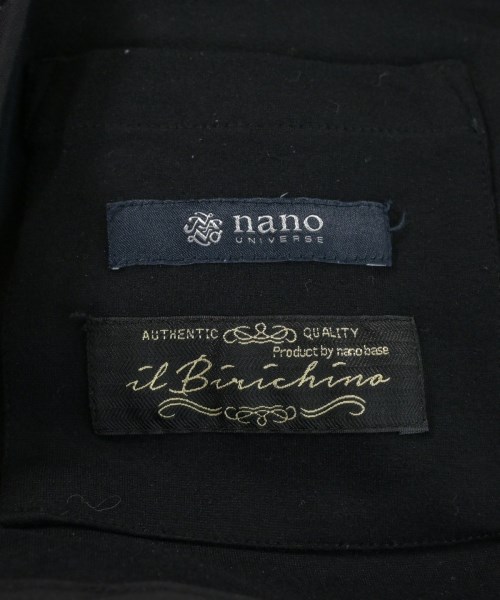 nano
UNIVERSE
AUTHENTIC QUALITY
Product by nano base
il Birichino